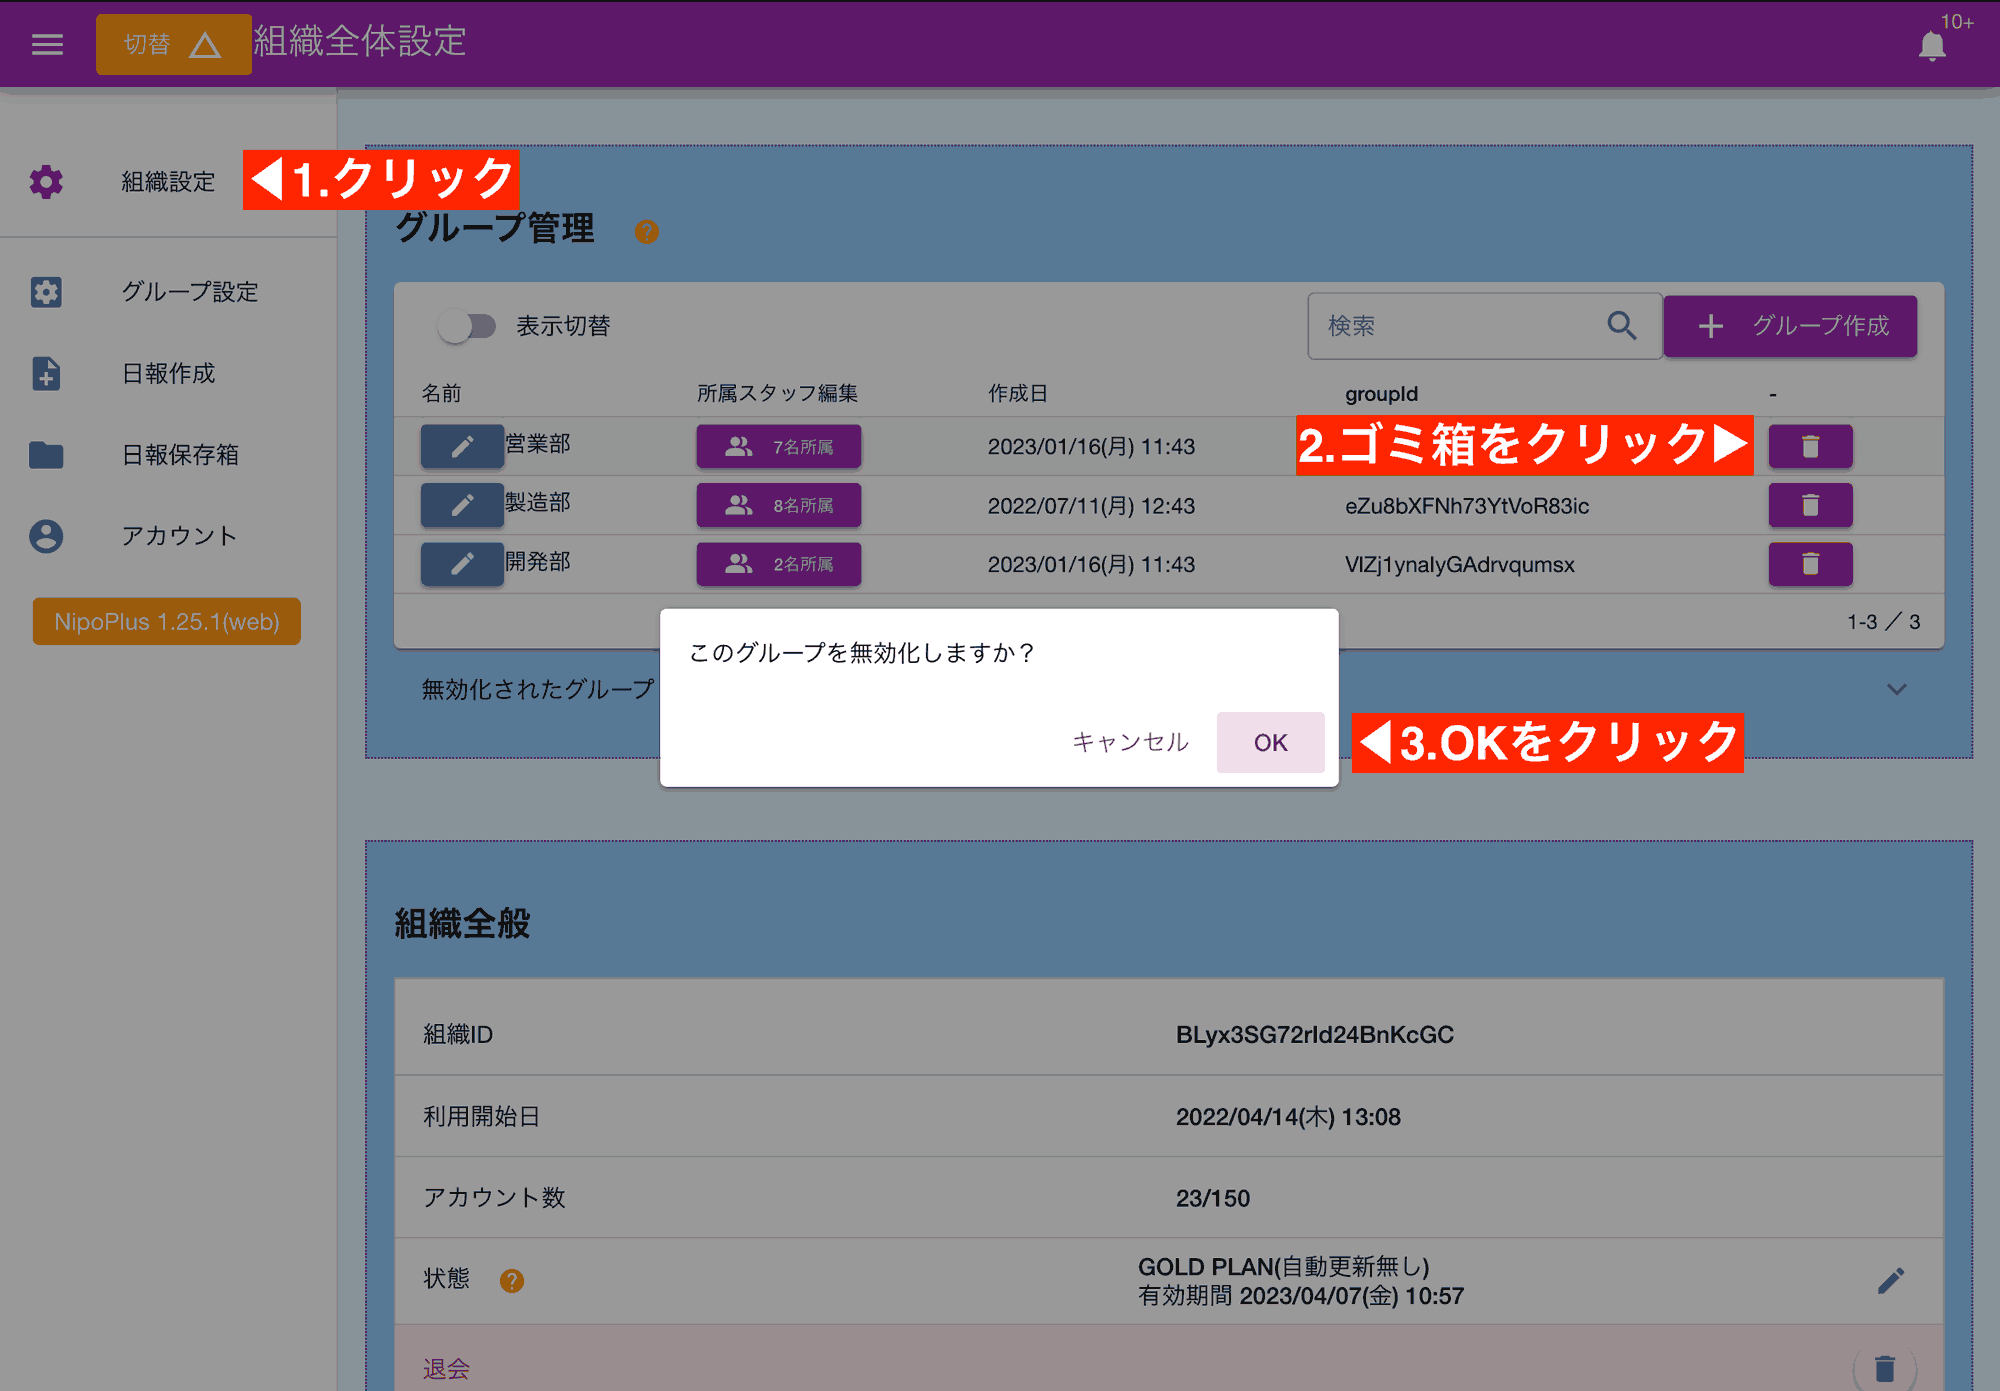 切替
組織全体設定
10+
組織設定
◀1.クリック
グループ管理
?
グループ設定
表示切替
検索
+ グループ作成
日報作成
名前 所属スタッフ編集 作成日 groupId -
営業部 7名所属 2023/01/16(月) 11:43
2.ゴミ箱をクリック▶
日報保存箱
製造部 8名所属 2022/07/11(月) 12:43 eZu8bXFNh73YtVoR83ic
アカウント
開発部 2名所属 2023/01/16(月) 11:43 VlZj1ynalyGAdrvqumsx
NipoPlus 1.25.1(web)
1-3 ／ 3
このグループを無効化しますか？
無効化されたグループ
キャンセル OK
◀3.OKをクリック
組織全般
組織ID BLyx3SG72rId24BnKcGC
利用開始日 2022/04/14(木) 13:08
アカウント数 23/150
状態 ?
GOLD PLAN(自動更新無し)
有効期間 2023/04/07(金) 10:57
退会